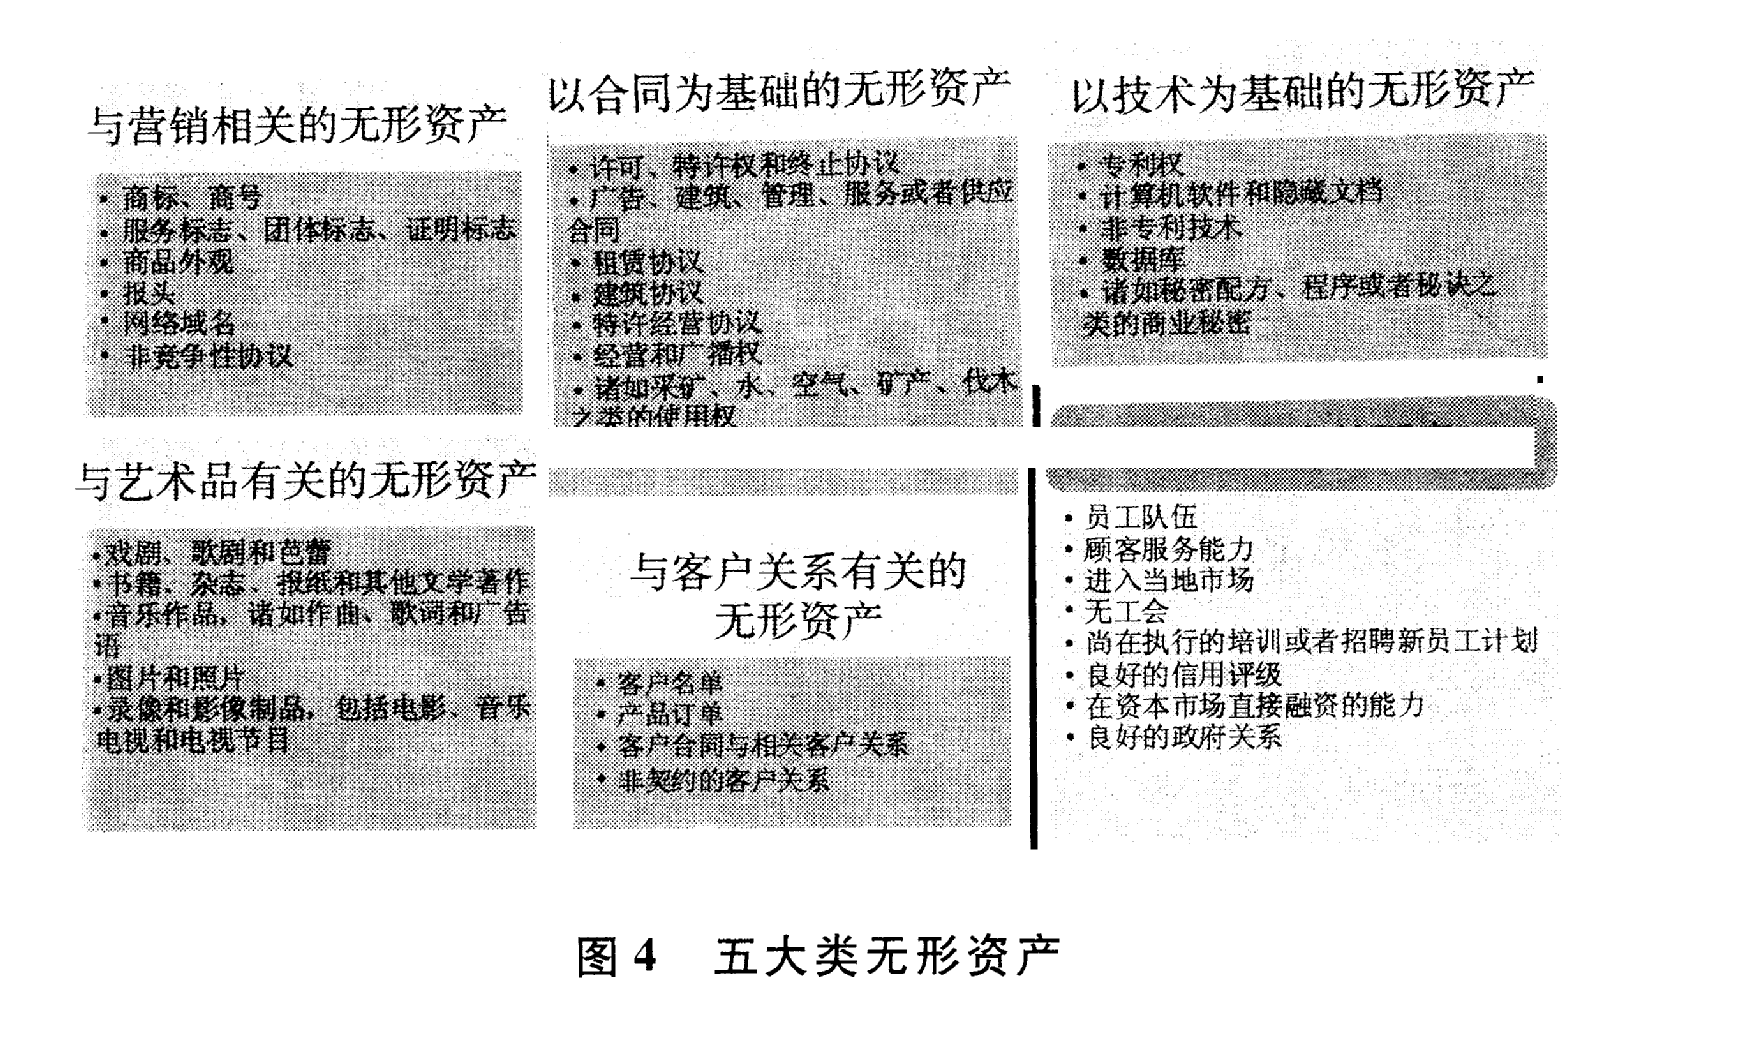 与营销相关的无形资产
• 商标、商号
• 服务标志、团体标志、证明标志
• 商品外观
• 报头
• 网络域名
• 非竞争性协议
以合同为基础的无形资产
• 许可、特许权和终止协议
• 广告、建筑、管理、服务或者供应
合同
• 租赁协议
• 建筑协议
• 特许经营协议
• 经营和广播权
• 诸如采矿、水、空气、矿产、伐木
之类的使用权
以技术为基础的无形资产
• 专利权
• 计算机软件和隐藏文档
• 非专利技术
• 数据库
• 诸如秘密配方、程序或者秘诀之
类的商业秘密
与艺术品有关的无形资产
•戏剧、歌剧和芭蕾
•书籍、杂志、报纸和其他文学著作
•音乐作品，诸如作曲、歌词和广告
语
•图片和照片
•录像和影像制品，包括电影、音乐
电视和电视节目
与客户关系有关的
无形资产
• 客户名单
• 产品订单
• 客户合同与相关客户关系
• 非契约的客户关系
• 员工队伍
• 顾客服务能力
• 进入当地市场
• 无工会
• 尚在执行的培训或者招聘新员工计划
• 良好的信用评级
• 在资本市场直接融资的能力
• 良好的政府关系
图 4 五大类无形资产